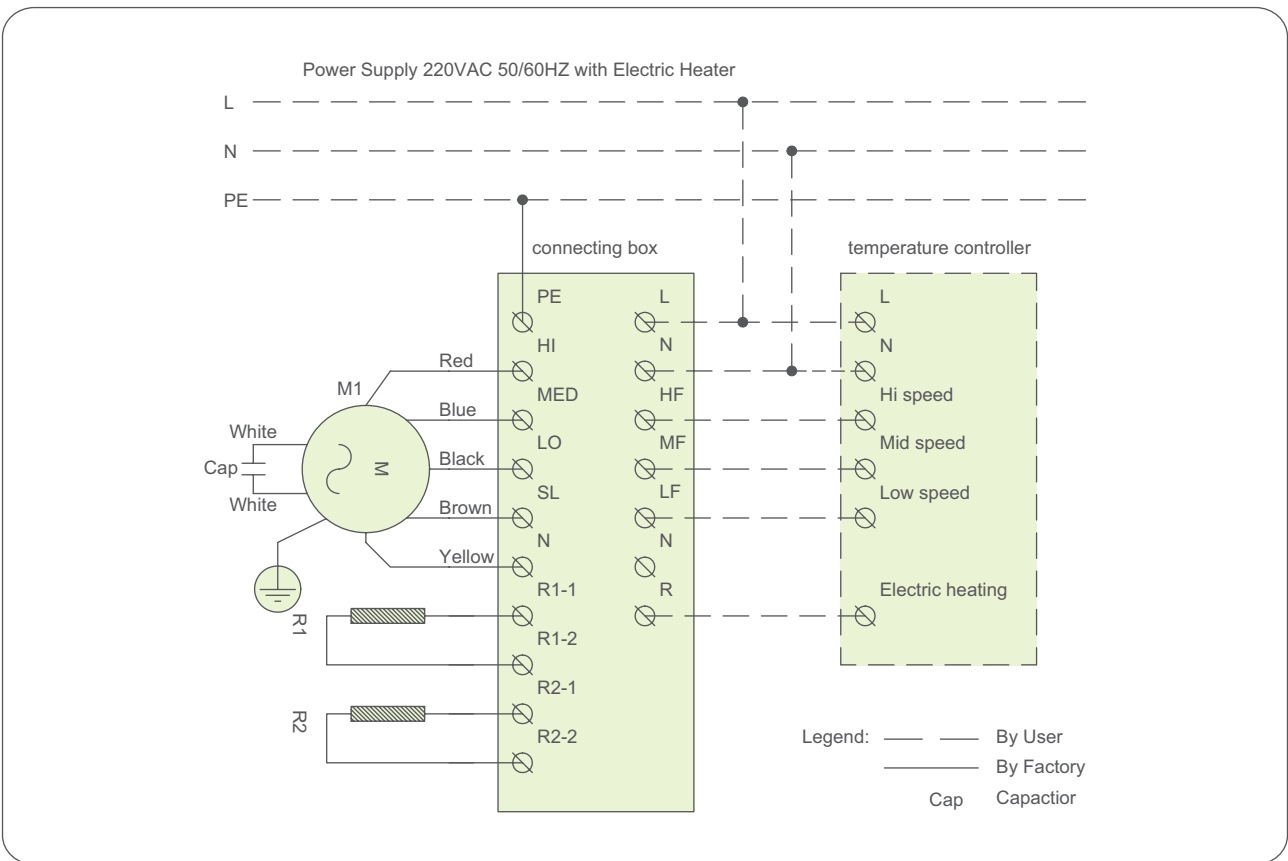 Power Supply 220VAC 50/60HZ with Electric Heater
L
N
PE
connecting box
temperature controller
PE
HI
MED
LO
SL
N
R1-1
R1-2
R2-1
R2-2
L
N
HF
MF
LF
N
R
L
N
Hi speed
Mid speed
Low speed
Electric heating
M1
M
White
Cap
White
Red
Blue
Black
Brown
Yellow
R1
R2
Legend:
By User
By Factory
Cap Capactior